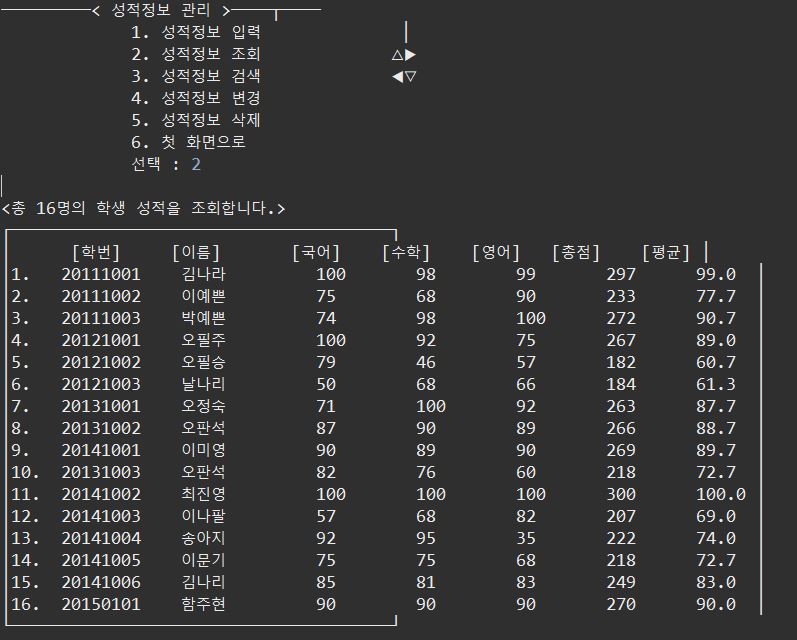 < 성적정보 관리 >
1. 성적정보 입력
2. 성적정보 조회 △▶
3. 성적정보 검색 ◀▽
4. 성적정보 변경
5. 성적정보 삭제
6. 첫 화면으로
선택 : 2
<총 16명의 학생 성적을 조회합니다.>
[학번] [이름] [국어] [수학] [영어] [총점] [평균]
1. 20111001 김나라 100 98 99 297 99.0
2. 20111002 이예쁜 75 68 90 233 77.7
3. 20111003 박예쁜 74 98 100 272 90.7
4. 20121001 오필주 100 92 75 267 89.0
5. 20121002 오필승 79 46 57 182 60.7
6. 20121003 날나리 50 68 66 184 61.3
7. 20131001 오정숙 71 100 92 263 87.7
8. 20131002 오판석 87 90 89 266 88.7
9. 20141001 이미영 90 89 90 269 89.7
10. 20131003 오판석 82 76 60 218 72.7
11. 20141002 최진영 100 100 100 300 100.0
12. 20141003 이나팔 57 68 82 207 69.0
13. 20141004 송아지 92 95 35 222 74.0
14. 20141005 이문기 75 75 68 218 72.7
15. 20141006 김나리 85 81 83 249 83.0
16. 20150101 함주현 90 90 90 270 90.0